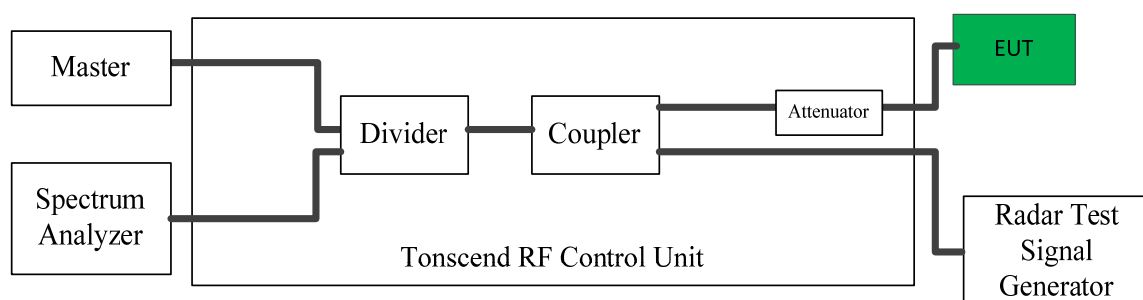 Master
EUT
Attenuator
Divider
Coupler
Spectrum
Analyzer
Radar Test
Signal
Generator
Tonscend RF Control Unit